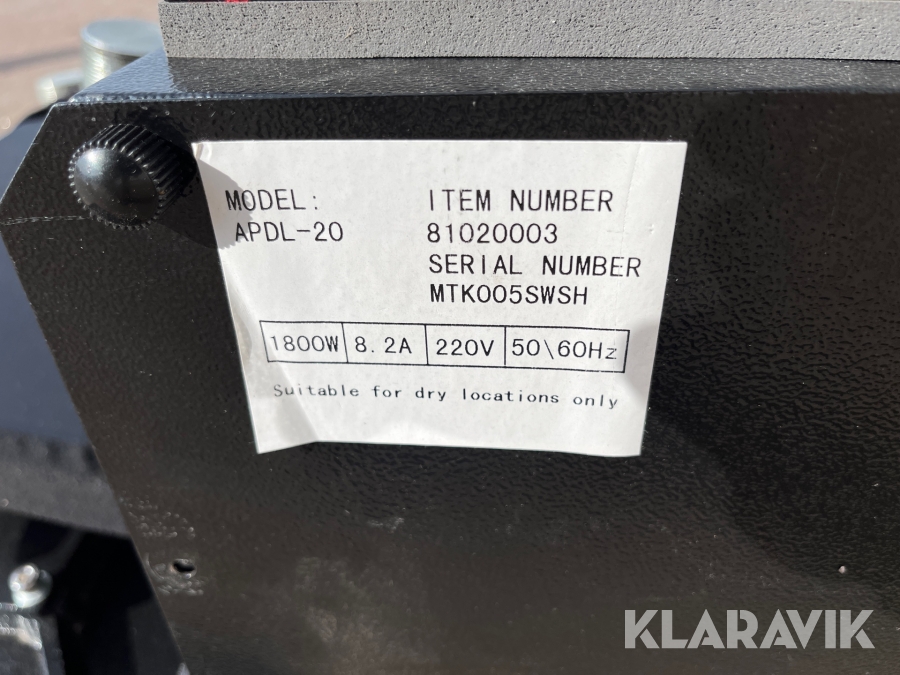 MODEL:
APDL-20
ITEM NUMBER
81020003
SERIAL NUMBER
MTK005SWSH
1800W 8.2A 220V 50\60Hz
Suitable for dry locations only
KLARAVIK